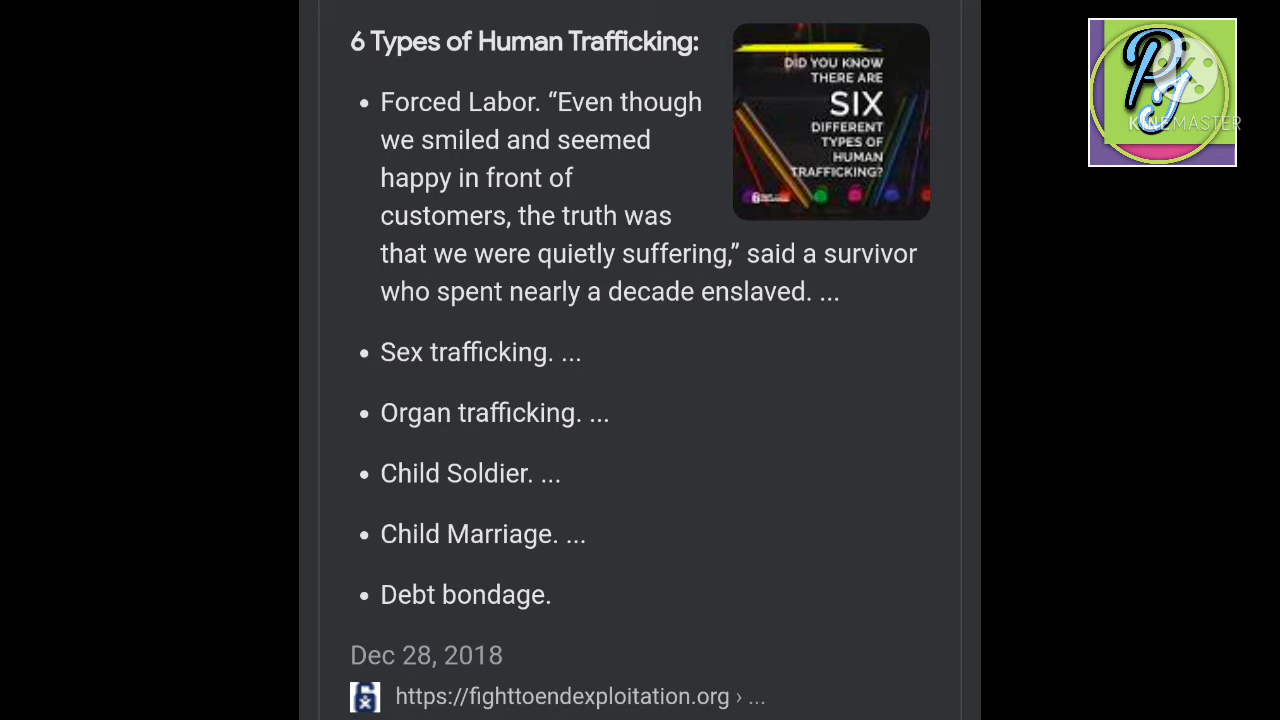 6 Types of Human Trafficking:
• Forced Labor. “Even though
we smiled and seemed
happy in front of
customers, the truth was
that we were quietly suffering,” said a survivor
who spent nearly a decade enslaved. ...
• Sex trafficking. ...
• Organ trafficking. ...
• Child Soldier. ...
• Child Marriage. ...
• Debt bondage.
Dec 28, 2018
https://fighttoendexploitation.org › ...
DID YOU KNOW
THERE ARE
SIX
DIFFERENT
TYPES OF
HUMAN
TRAFFICKING?
KINEMASTER